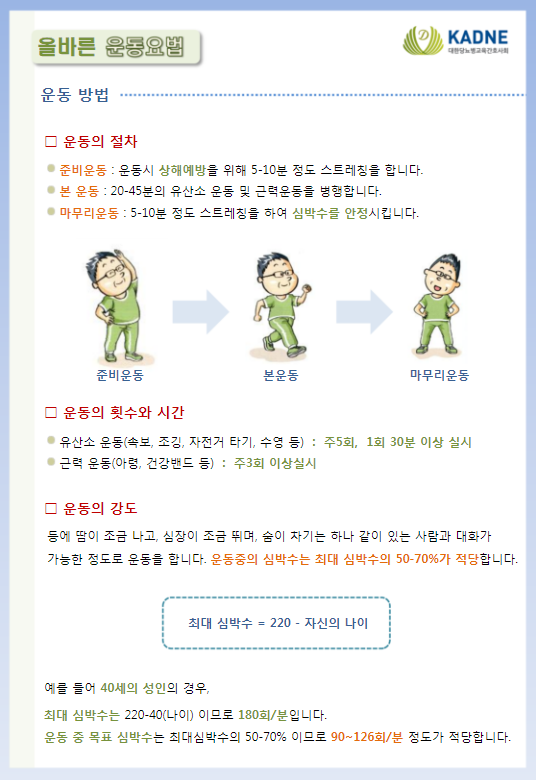 올바른 운동요법
KADNE
대한당뇨병교육간호사회
운동 방법
□ 운동의 절차
준비운동 : 운동시 상해예방을 위해 5-10분 정도 스트레칭을 합니다.
본 운동 : 20-45분의 유산소 운동 및 근력운동을 병행합니다.
마무리운동 : 5-10분 정도 스트레칭을 하여 심박수를 안정시킵니다.
준비운동 본운동 마무리운동
□ 운동의 횟수와 시간
유산소 운동(속보, 조깅, 자전거 타기, 수영 등) : 주5회, 1회 30분 이상 실시
근력 운동(아령, 건강밴드 등) : 주3회 이상실시
□ 운동의 강도
등에 땀이 조금 나고, 심장이 조금 뛰며, 숨이 차기는 하나 같이 있는 사람과 대화가
가능한 정도로 운동을 합니다. 운동중의 심박수는 최대 심박수의 50-70%가 적당합니다.
최대 심박수 = 220 - 자신의 나이
예를 들어 40세의 성인의 경우,
최대 심박수는 220-40(나이) 이므로 180회/분입니다.
운동 중 목표 심박수는 최대심박수의 50-70% 이므로 90~126회/분 정도가 적당합니다.